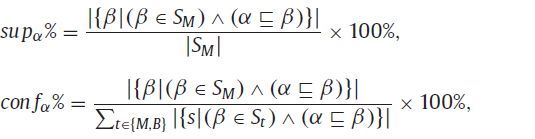 sup_α% = |{β|(β ∈ S_M) ∧ (α ⊑ β)}| / |S_M| × 100%,
conf_α% = |{β|(β ∈ S_M) ∧ (α ⊑ β)}| / ∑_{t∈{M,B}} |{s|(β ∈ S_t) ∧ (α ⊑ β)}| × 100%,